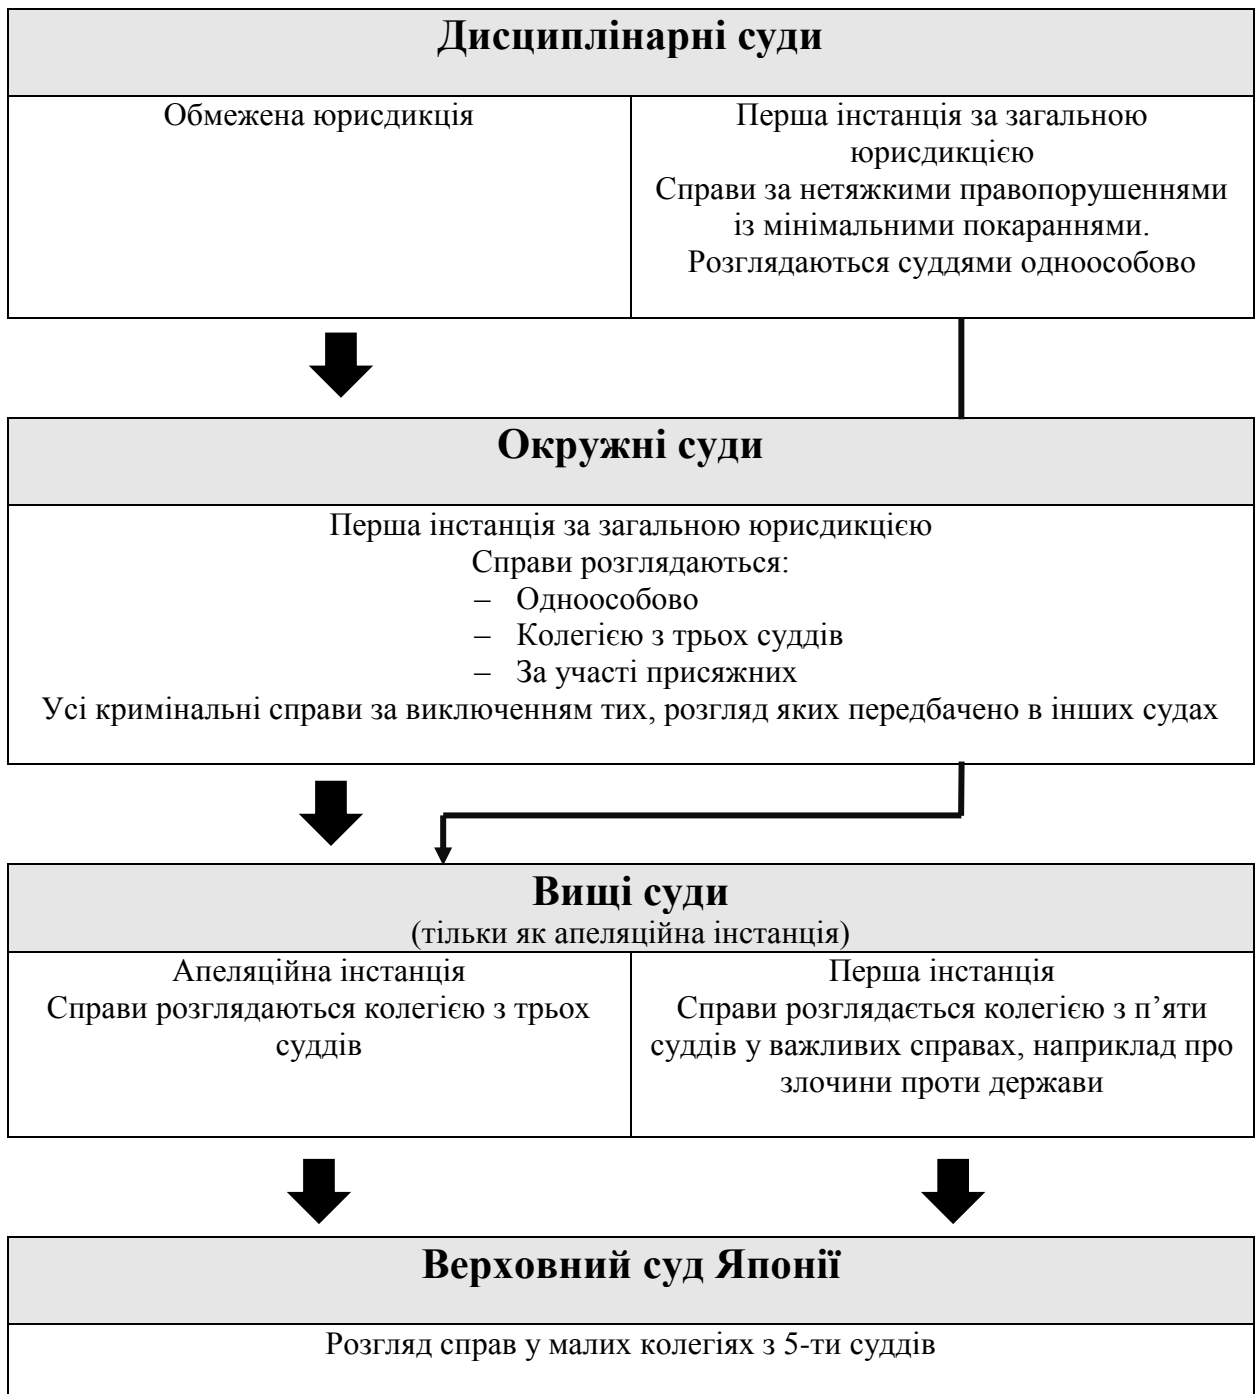 Дисциплінарні суди
Обмежена юрисдикція
Перша інстанція за загальною
юрисдикцією
Справи за нетяжкими правопорушеннями
із мінімальними покараннями.
Розглядаються суддями одноособово
Окружні суди
Перша інстанція за загальною юрисдикцією
Справи розглядаються:
– Одноособово
– Колегією з трьох суддів
– За участі присяжних
Усі кримінальні справи за виключенням тих, розгляд яких передбачено в інших судах
Вищі суди
(тільки як апеляційна інстанція)
Апеляційна інстанція
Справи розглядаються колегією з трьох
суддів
Перша інстанція
Справи розглядається колегією з п’яти
суддів у важливих справах, наприклад про
злочини проти держави
Верховний суд Японії
Розгляд справ у малих колегіях з 5-ти суддів